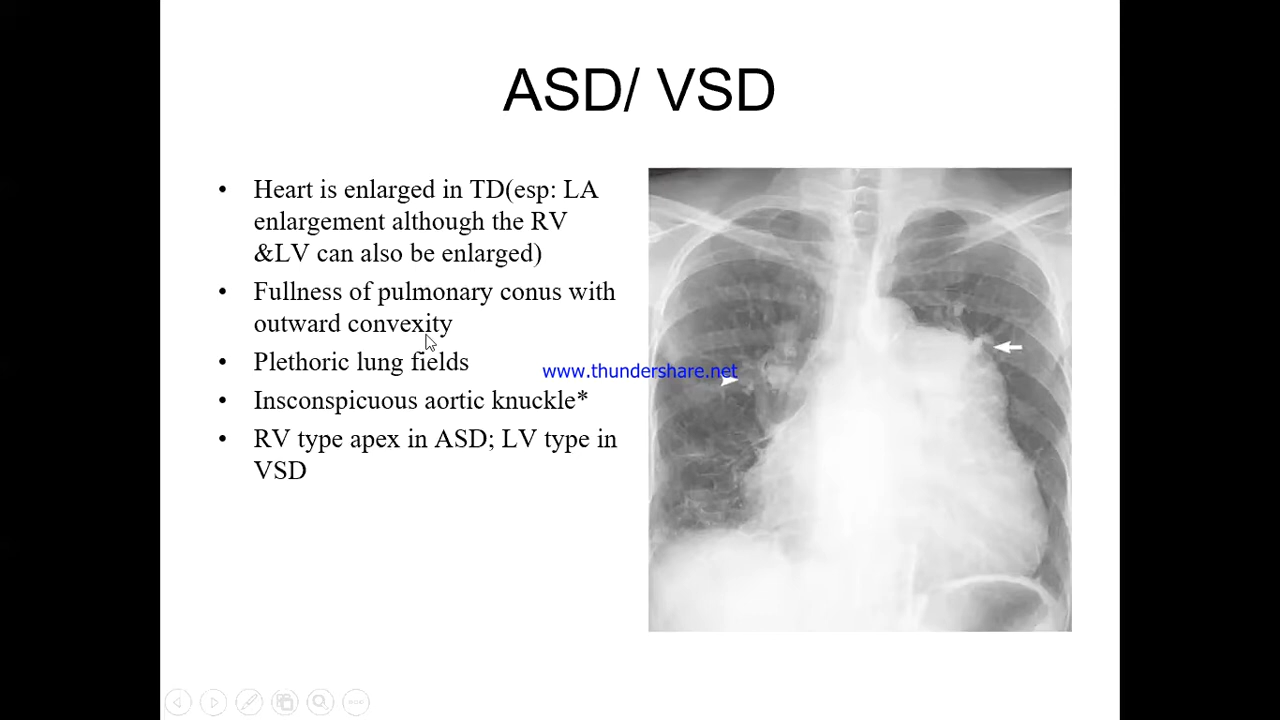 ASD/ VSD
Heart is enlarged in TD(esp: LA
enlargement although the RV
&LV can also be enlarged)
Fullness of pulmonary conus with
outward convexity
Plethoric lung fields
www.thundershare.net
Insconspicuous aortic knuckle*
RV type apex in ASD; LV type in
VSD